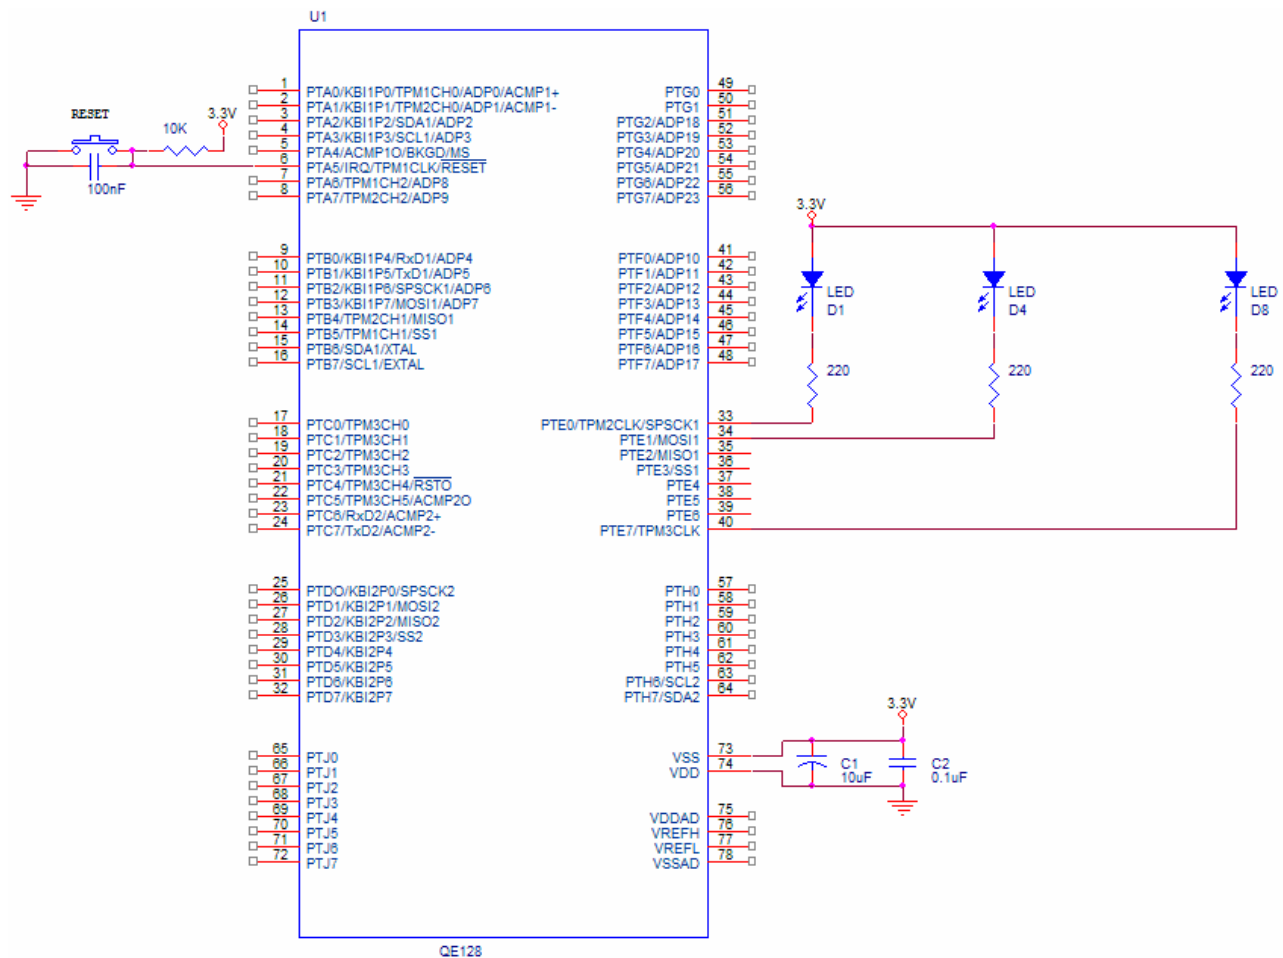 U1
1 PTA0/KBI1P0/TPM1CH0/ADP0/ACMP1+
2 PTA1/KBI1P1/TPM2CH0/ADP1/ACMP1-
3 PTA2/KBI1P2/SDA1/ADP2
4 PTA3/KBI1P3/SCL1/ADP3
5 PTA4/ACMP1O/BKGD/MS
6 PTA5/IRQ/TPM1CLK/RESET
7 PTA6/TPM1CH2/ADP8
8 PTA7/TPM2CH2/ADP9
RESET
10K
3.3V
100nF
9 PTB0/KBI1P4/RxD1/ADP4
10 PTB1/KBI1P5/TxD1/ADP5
11 PTB2/KBI1P6/SPSCK1/ADP6
12 PTB3/KBI1P7/MOSI1/ADP7
13 PTB4/TPM2CH1/MISO1
14 PTB5/TPM1CH1/SS1
15 PTB6/SDA1/XTAL
16 PTB7/SCL1/EXTAL
17 PTC0/TPM3CH0
18 PTC1/TPM3CH1
19 PTC2/TPM3CH2
20 PTC3/TPM3CH3
21 PTC4/TPM3CH4/RSTO
22 PTC5/TPM3CH5/ACMP2O
23 PTC6/RxD2/ACMP2+
24 PTC7/TxD2/ACMP2-
25 PTDO/KBI2P0/SPSCK2
26 PTD1/KBI2P1/MOSI2
27 PTD2/KBI2P2/MISO2
28 PTD3/KBI2P3/SS2
29 PTD4/KBI2P4
30 PTD5/KBI2P5
31 PTD6/KBI2P6
32 PTD7/KBI2P7
65 PTJ0
66 PTJ1
67 PTJ2
68 PTJ3
69 PTJ4
70 PTJ5
71 PTJ6
72 PTJ7
PTG0 49
PTG1 50
PTG2/ADP18 51
PTG3/ADP19 52
PTG4/ADP20 53
PTG5/ADP21 54
PTG6/ADP22 55
PTG7/ADP23 56
PTF0/ADP10 41
PTF1/ADP11 42
PTF2/ADP12 43
PTF3/ADP13 44
PTF4/ADP14 45
PTF5/ADP15 46
PTF6/ADP16 47
PTF7/ADP17 48
PTE0/TPM2CLK/SPSCK1 33
PTE1/MOSI1 34
PTE2/MISO1 35
PTE3/SS1 36
PTE4 37
PTE5 38
PTE6 39
PTE7/TPM3CLK 40
PTH0 57
PTH1 58
PTH2 59
PTH3 60
PTH4 61
PTH5 62
PTH6/SCL2 63
PTH7/SDA2 64
VSS 73
VDD 74
VDDAD 75
VREFH 76
VREFL 77
VSSAD 78
3.3V
LED
D1
LED
D4
LED
D8
220
220
220
3.3V
C1
10uF
C2
0.1uF
QE128